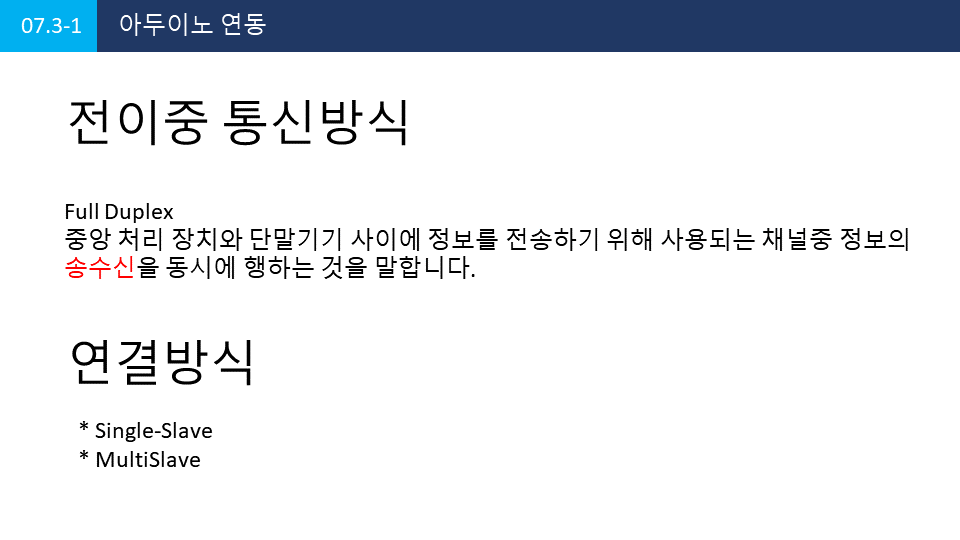 07.3-1 아두이노 연동
전이중 통신방식
Full Duplex
중앙 처리 장치와 단말기기 사이에 정보를 전송하기 위해 사용되는 채널중 정보의
송수신을 동시에 행하는 것을 말합니다.
연결방식
* Single-Slave
* MultiSlave